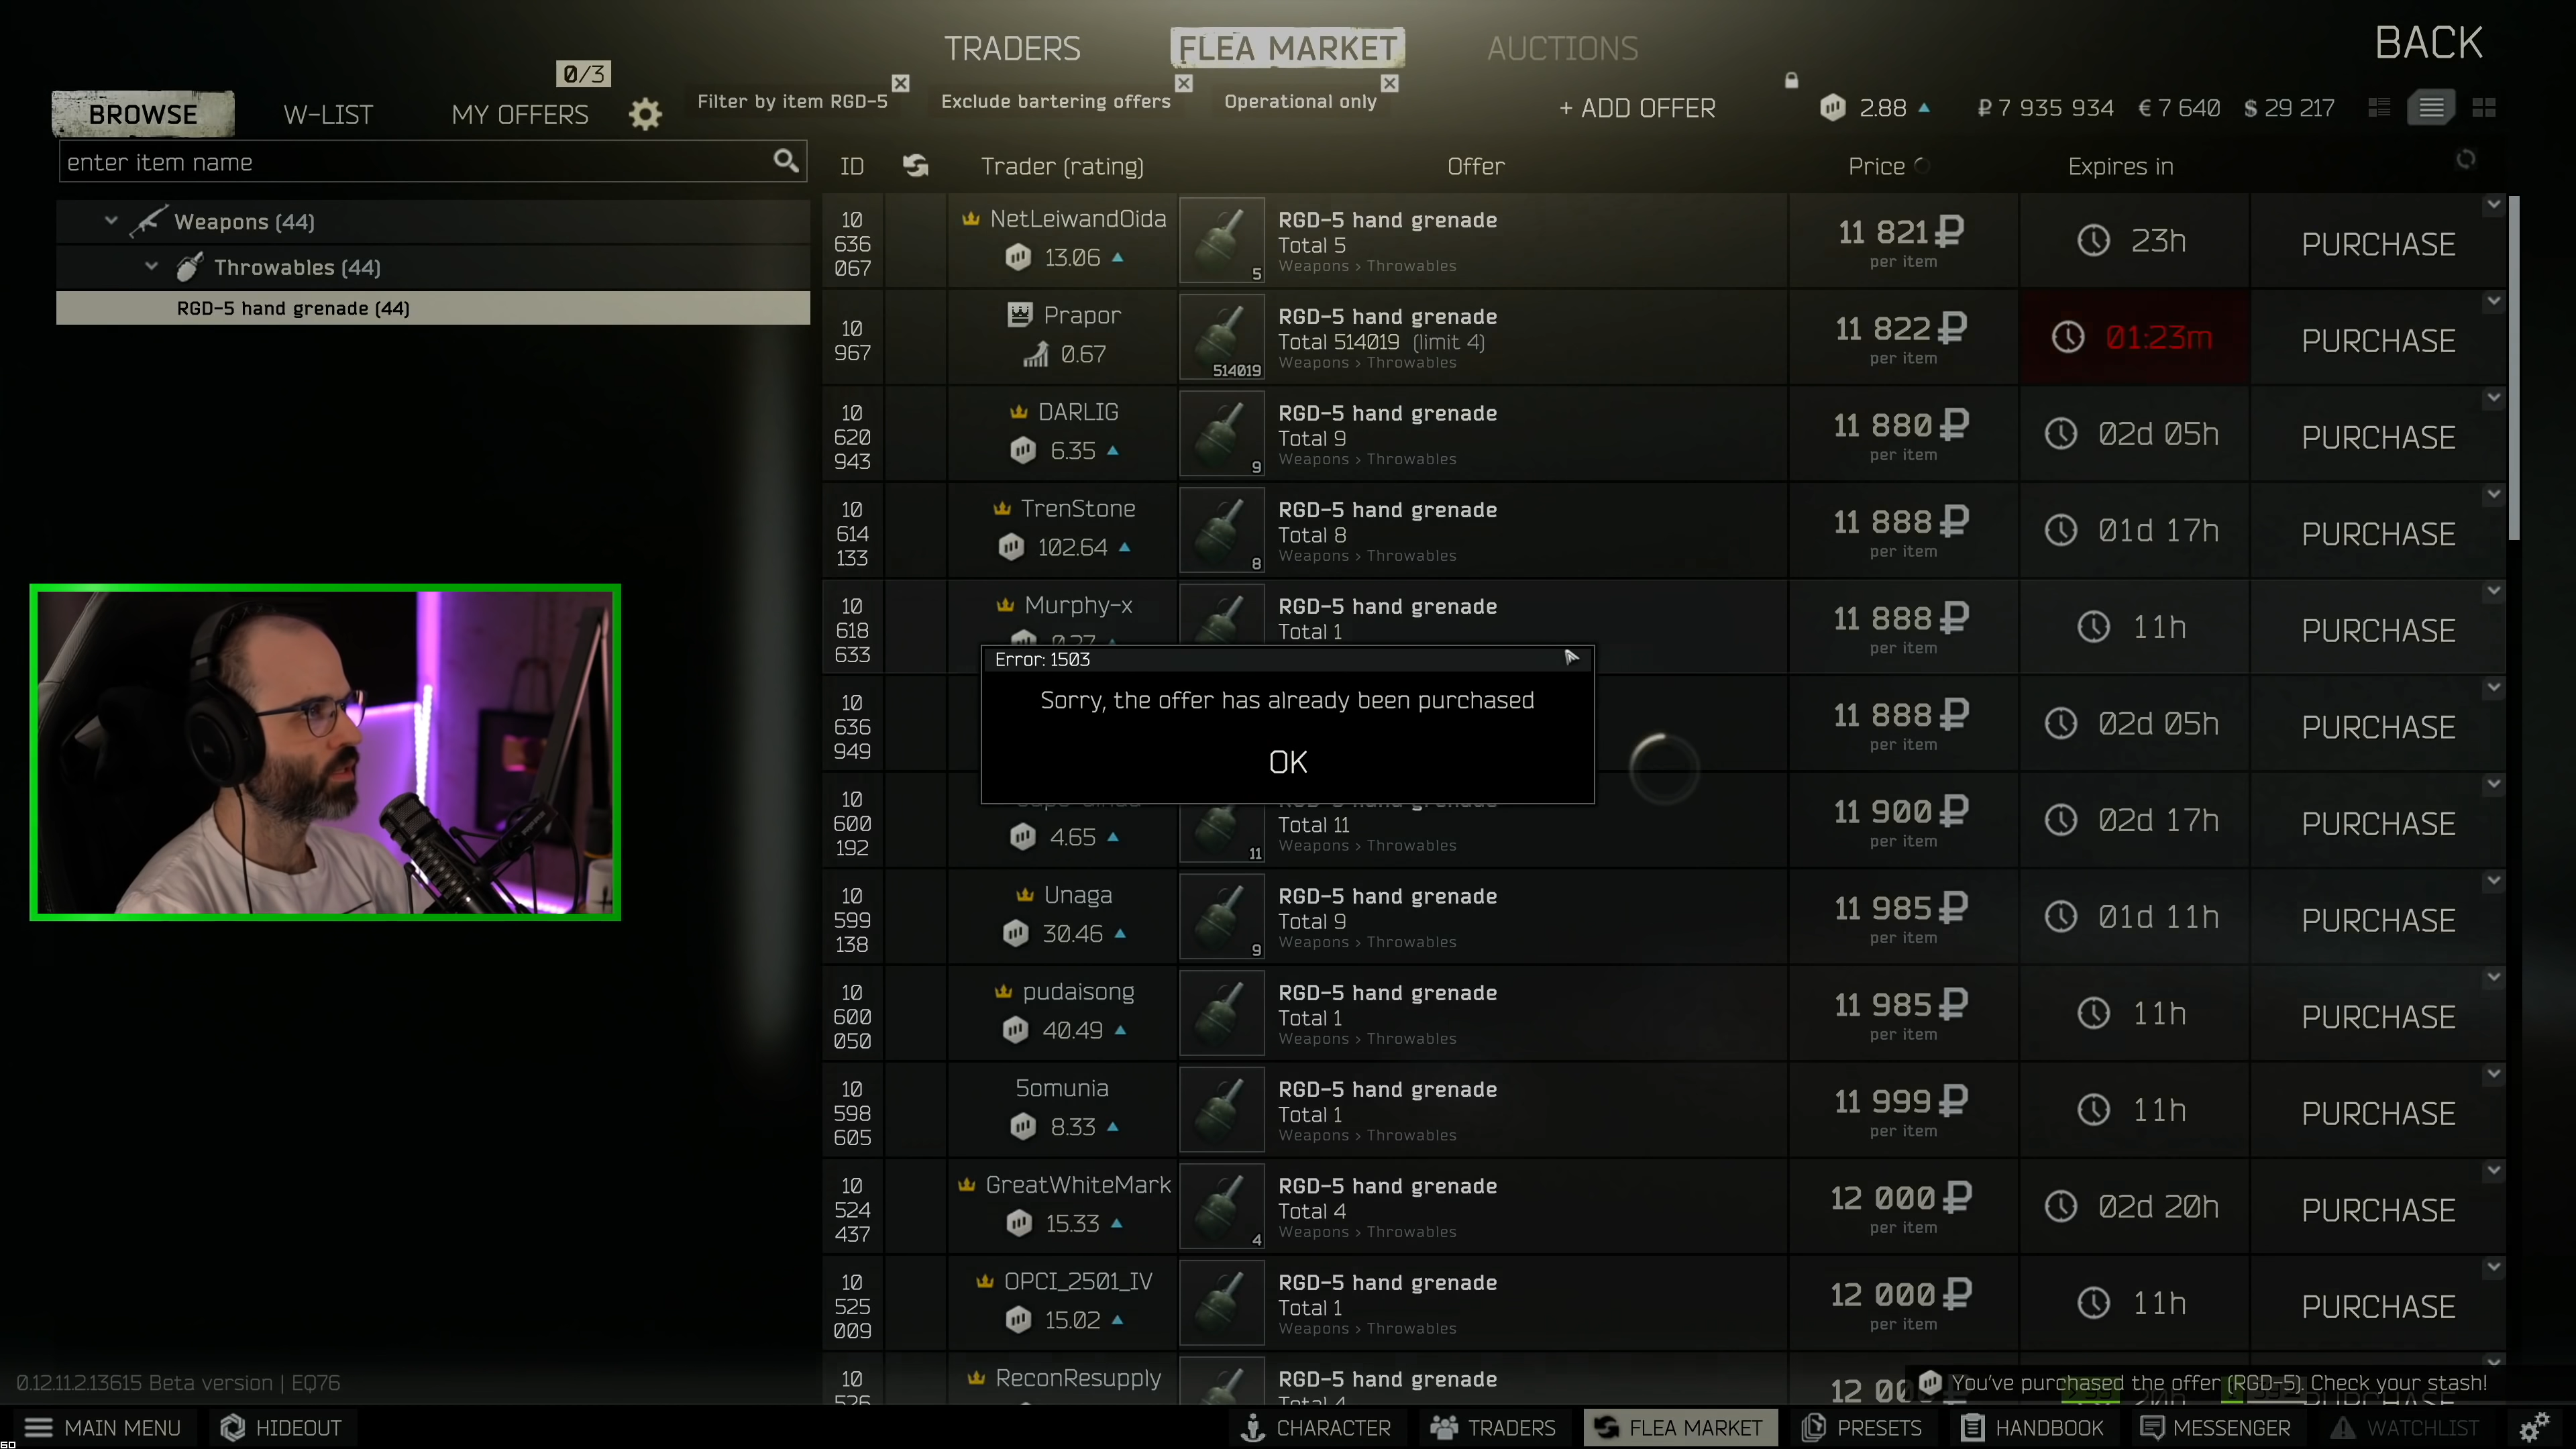 TRADERS
FLEA MARKET
AUCTIONS
BACK
BROWSE
W-LIST
0/3
MY OFFERS
Filter by item RGD-5
Exclude bartering offers
Operational only
+ ADD OFFER
2.88
₽ 7 935 934
€ 7 640
$ 29 217
enter item name
ID
Trader (rating)
Offer
Price
Expires in
Weapons (44)
Throwables (44)
RGD-5 hand grenade (44)
10 636 067
NetLeiwandOida
13.06
5
RGD-5 hand grenade
Total 5
Weapons > Throwables
11 821 ₽
per item
23h
PURCHASE
10 967
Prapor
0.67
514019
RGD-5 hand grenade
Total 514019 (limit 4)
Weapons > Throwables
11 822 ₽
per item
01:23m
PURCHASE
10 620 943
DARLIG
6.35
9
RGD-5 hand grenade
Total 9
Weapons > Throwables
11 880 ₽
per item
02d 05h
PURCHASE
10 614 133
TrenStone
102.64
8
RGD-5 hand grenade
Total 8
Weapons > Throwables
11 888 ₽
per item
01d 17h
PURCHASE
10 618 633
Murphy-x
RGD-5 hand grenade
Total 1
11 888 ₽
per item
11h
PURCHASE
Error: 1503
Sorry, the offer has already been purchased
OK
10 636 949
11 888 ₽
per item
02d 05h
PURCHASE
10 600 192
4.65
11
Total 11
Weapons > Throwables
11 900 ₽
per item
02d 17h
PURCHASE
10 599 138
Unaga
30.46
9
RGD-5 hand grenade
Total 9
Weapons > Throwables
11 985 ₽
per item
01d 11h
PURCHASE
10 600 050
pudaisong
40.49
RGD-5 hand grenade
Total 1
Weapons > Throwables
11 985 ₽
per item
11h
PURCHASE
10 598 605
5omunia
8.33
RGD-5 hand grenade
Total 1
Weapons > Throwables
11 999 ₽
per item
11h
PURCHASE
10 524 437
GreatWhiteMark
15.33
4
RGD-5 hand grenade
Total 4
Weapons > Throwables
12 000 ₽
per item
02d 20h
PURCHASE
10 525 009
OPCI_2501_IV
15.02
RGD-5 hand grenade
Total 1
Weapons > Throwables
12 000 ₽
per item
11h
PURCHASE
10
ReconResupply
RGD-5 hand grenade
Total 4
12 00
0.12.11.2.13615 Beta version | EQ76
You've purchased the offer (RGD-5). Check your stash!
MAIN MENU
HIDEOUT
CHARACTER
TRADERS
FLEA MARKET
PRESETS
HANDBOOK
MESSENGER
WATCHLIST
60